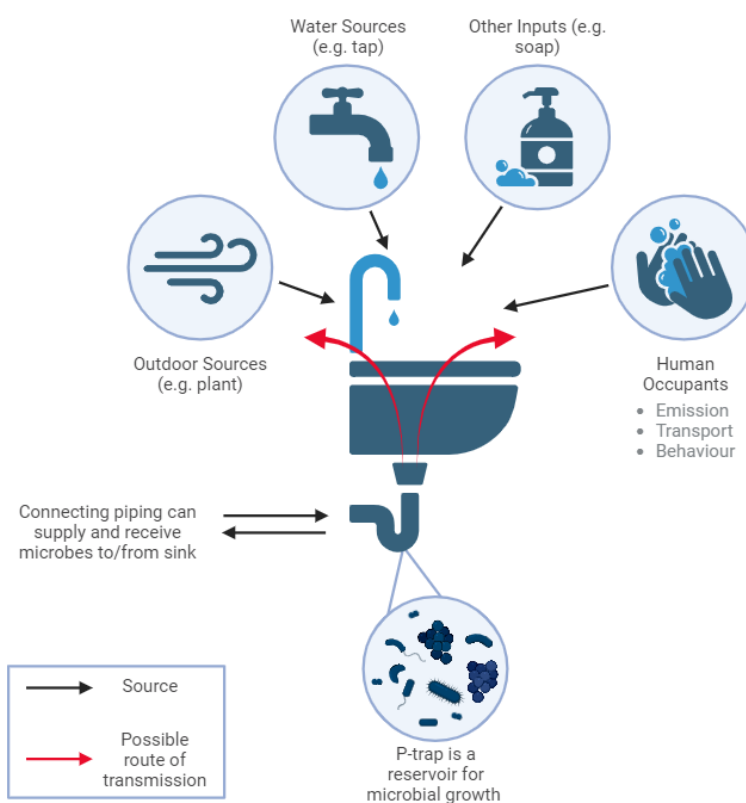 Water Sources
(e.g. tap)
Other Inputs (e.g.
soap)
Outdoor Sources
(e.g. plant)
Human
Occupants
• Emission
• Transport
• Behaviour
Connecting piping can
supply and receive
microbes to/from sink
Source
Possible
route of
transmission
P-trap is a
reservoir for
microbial growth